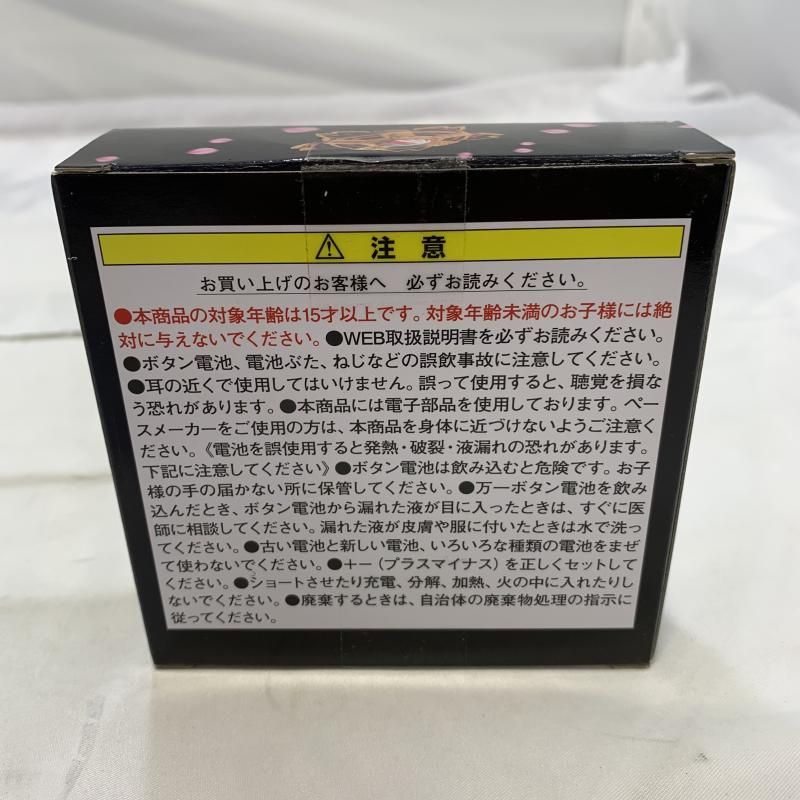 ⚠ 注意
お買い上げのお客様へ 必ずお読みください。
●本商品の対象年齢は15才以上です。対象年齢未満のお子様には絶
対に与えないでください。●WEB取扱説明書を必ずお読みください。
●ボタン電池、電池ぶた、ねじなどの誤飲事故に注意してください。
●耳の近くで使用してはいけません。誤って使用すると、聴覚を損な
う恐れがあります。●本商品には電子部品を使用しております。ペー
スメーカーをご使用の方は、本商品を身体に近づけないようご注意く
ださい。《電池を誤使用すると発熱・破裂・液漏れの恐れがあります。
下記に注意してください》●ボタン電池は飲み込むと危険です。お子
様の手の届かない所に保管してください。●万一ボタン電池を飲み
込んだとき、ボタン電池から漏れた液が目に入ったときは、すぐに医
師に相談してください。漏れた液が皮膚や服に付いたときは水で洗っ
てください。●古い電池と新しい電池、いろいろな種類の電池をまぜ
て使わないでください。●+−（プラスマイナス）を正しくセットして
ください。●ショートさせたり充電、分解、加熱、火の中に入れたりし
ないでください。●廃棄するときは、自治体の廃棄物処理の指示に
従ってください。